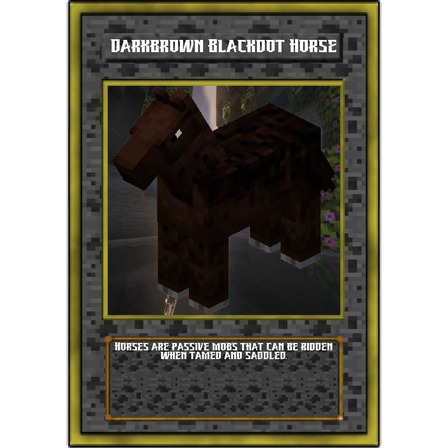 Darkbrown Blackdot Horse
Horses are passive mobs that can be ridden
when tamed and saddled.